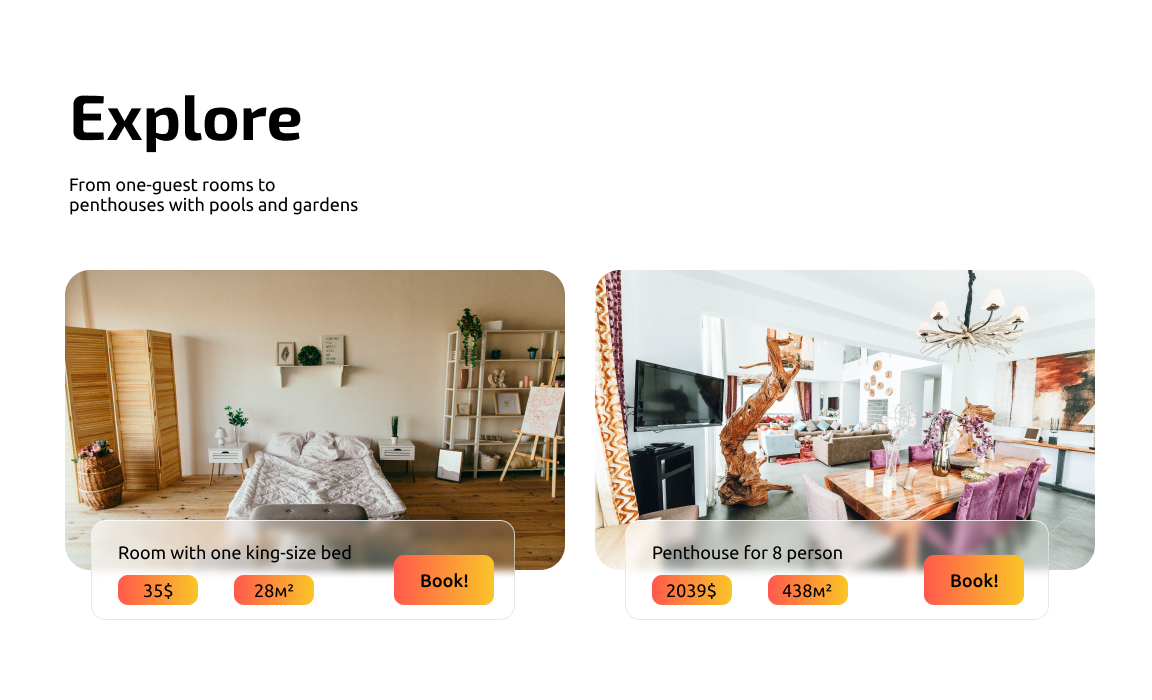 Explore
From one-guest rooms to
penthouses with pools and gardens
Room with one king-size bed
35$
28м²
Book!
Penthouse for 8 person
2039$
438м²
Book!